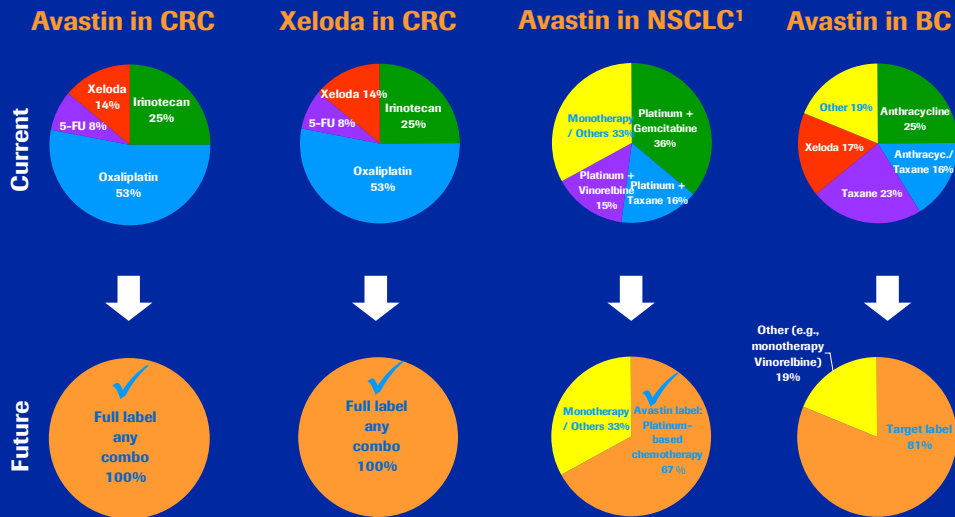 Avastin in CRC
Xeloda in CRC
Avastin in NSCLC¹
Avastin in BC
Current
Xeloda
14%
Irinotecan
25%
5-FU 8%
Oxaliplatin
53%
Xeloda 14%
Irinotecan
25%
5-FU 8%
Oxaliplatin
53%
Monotherapy
/ Others 33%
Platinum +
Gemcitabine
36%
Platinum +
Vinorelbine
15%
Platinum +
Taxane 16%
Other 19%
Anthracycline
25%
Xeloda 17%
Anthracyc./
Taxane 16%
Taxane 23%
Future
Full label
any
combo
100%
Full label
any
combo
100%
Monotherapy
/ Others 33%
Avastin label:
Platinum-
based
chemotherapy
67 %
Other (e.g.,
monotherapy
Vinorelbine)
19%
Target label
81%